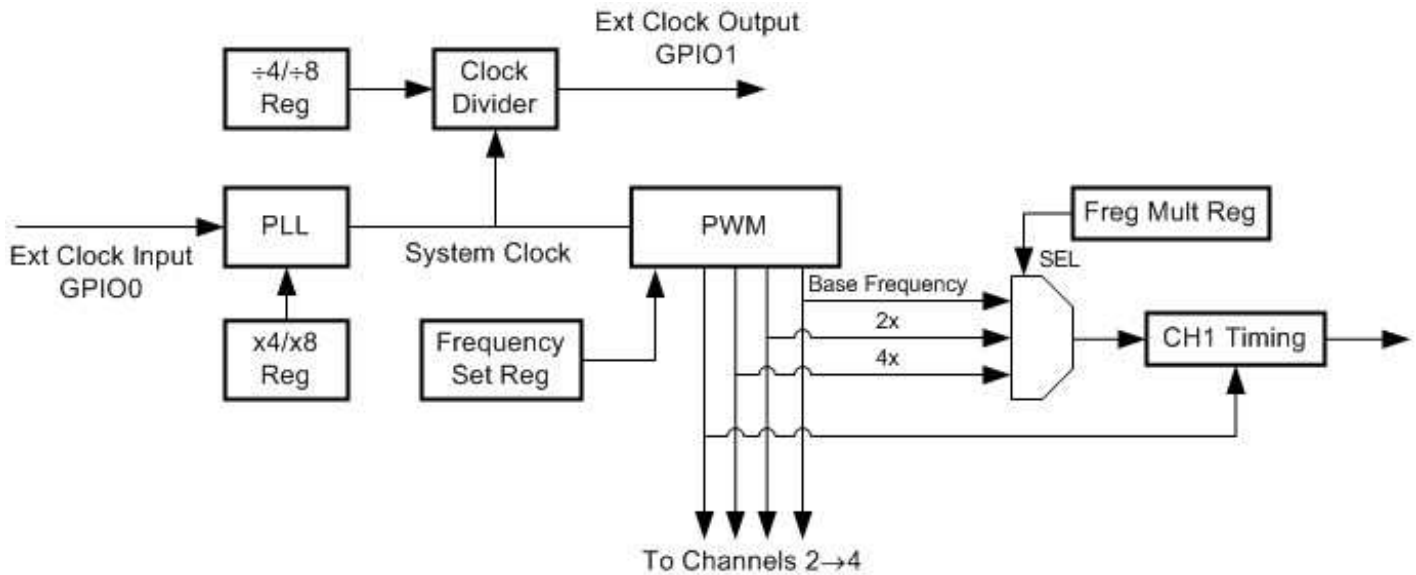 Ext Clock Output
GPIO1
÷4/÷8
Reg
Clock
Divider
PLL
PWM
Freg Mult Reg
Ext Clock Input
GPIO0
System Clock
SEL
Base Frequency
x4/x8
Reg
Frequency
Set Reg
2x
4x
CH1 Timing
To Channels 2→4